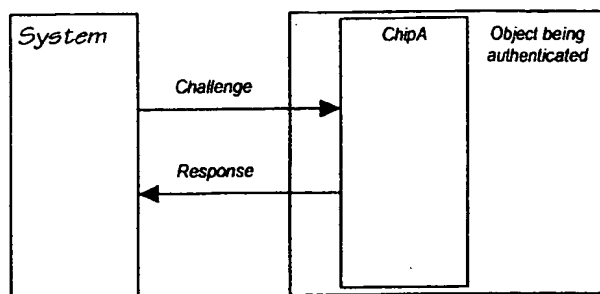 System
ChipA
Object being
authenticated
Challenge
Response